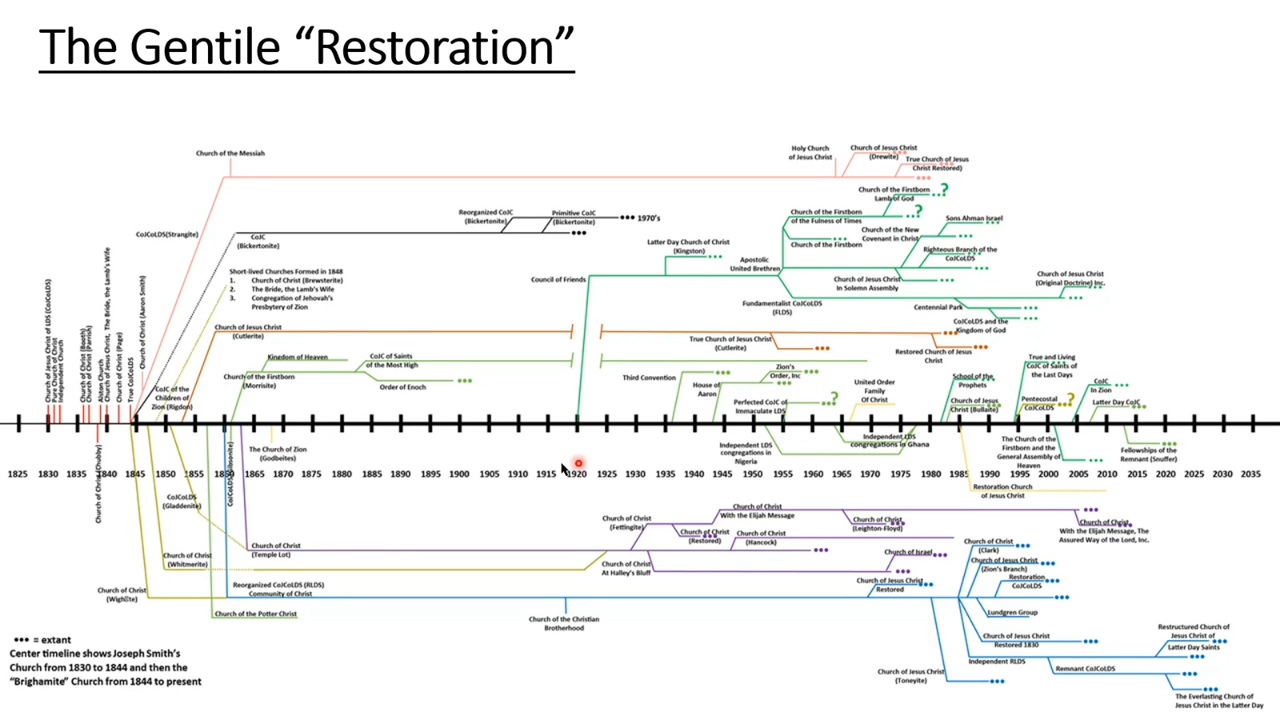 The Gentile “Restoration”
Church of the Messiah
Holy Church
of Jesus Christ
Church of Jesus Christ
(Drewite)
True Church of Jesus
Christ Restored)
CoJCoLDS(Strangite)
CoJC
(Bickertonite)
Reorganized CoJC
(Bickertonite)
Primitive CoJC
(Bickertonite)
1970's
Church of the Firstborn
Lamb of God
?
Church of the Firstborn
of the Fulness of Times
?
Church of the Firstborn
Church of the New
Covenant in Christ
Sons Ahman Israel
Righteous Branch of the
CoJCoLDS
Latter Day Church of Christ
(Kingston)
Apostolic
United Brethren
Council of Friends
Church of Jesus Christ
In Solemn Assembly
Church of Jesus Christ
(Original Doctrine) Inc.
Fundamentalist CoJCoLDS
(FLDS)
Centennial Park
CoJCoLDS and the
Kingdom of God
Short-lived Churches Formed in 1848
1. Church of Christ (Brewsterite)
2. The Bride, the Lamb's Wife
3. Congregation of Jehovah's
Presbytery of Zion
Church of Jesus Christ
(Cutlerite)
True Church of Jesus Christ
(Cutlerite)
Restored Church of Jesus
Christ
Kingdom of Heaven
CoJC of Saints
of the Most High
Church of the Firstborn
(Morrisite)
Order of Enoch
Third Convention
House of
Aaron
Zion's
Order, Inc
Perfected CoJC of
Immaculate LDS
?
United Order
Family
Of Christ
School of the
Prophets
Church of Jesus
Christ (Bullaite)
True and Living
CoJC of Saints of
the Last Days
Pentecostal
CoJCoLDS
?
CoJC
In Zion
Latter Day CoJC
Church of Jesus Christ of LDS (CoJCoLDS)
Pure Church of Christ
Independent Church
Church of Christ (Booth)
Church of Christ (Parrish)
Alston Church
Church of Jesus Christ, The Bride, the Lamb's Wife
Church of Christ (Page)
True CoJCoLDS
Church of Christ (Aaron Smith)
CoJC of the
Children of
Zion (Rigdon)
Church of Christ(Chubby)
The Church of Zion
(Godbeites)
Independent LDS
congregations in
Nigeria
Independent LDS
congregations in Ghana
The Church of the
Firstborn and the
General Assembly of
Heaven
Fellowships of the
Remnant (Snuffer)
1825 1830 1835 1840 1845 1850 1855 1860 1865 1870 1875 1880 1885 1890 1895 1900 1905 1910 1915 1920 1925 1930 1935 1940 1945 1950 1955 1960 1965 1970 1975 1980 1985 1990 1995 2000 2005 2010 2015 2020 2025 2030 2035
Restoration Church
of Jesus Christ
CoJCoLDS
(Gladdenite)
Church of Christ
(Temple Lot)
Church of Christ
(Whitmerite)
Church of Christ
(Fettingite)
Church of Christ
With the Elijah Message
Church of Christ
(Restored)
Church of Christ
(Hancock)
Church of Christ
(Leighton-Floyd)
Church of Christ
With the Elijah Message, The
Assured Way of the Lord, Inc.
Church of Christ
At Halley's Bluff
Church of Israel
Church of Christ
Reorganized CoJCoLDS (RLDS)
Community of Christ
Church of the Potter Christ
Church of the Christian
Brotherhood
Church of Jesus Christ
Restored
Church of Christ
(Clark)
Church of Jesus Christ
(Zion's Branch)
Restoration
CoJCoLDS
Lundgren Group
Church of Jesus Christ
Restored 1830
Independent RLDS
Church of Jesus Christ
(Toneyite)
Restructured Church of
Jesus Christ of
Latter Day Saints
Remnant CoJCoLDS
The Everlasting Church of
Jesus Christ in the Latter Day
••• = extant
Center timeline shows Joseph Smith's
Church from 1830 to 1844 and then the
"Brighamite" Church from 1844 to present